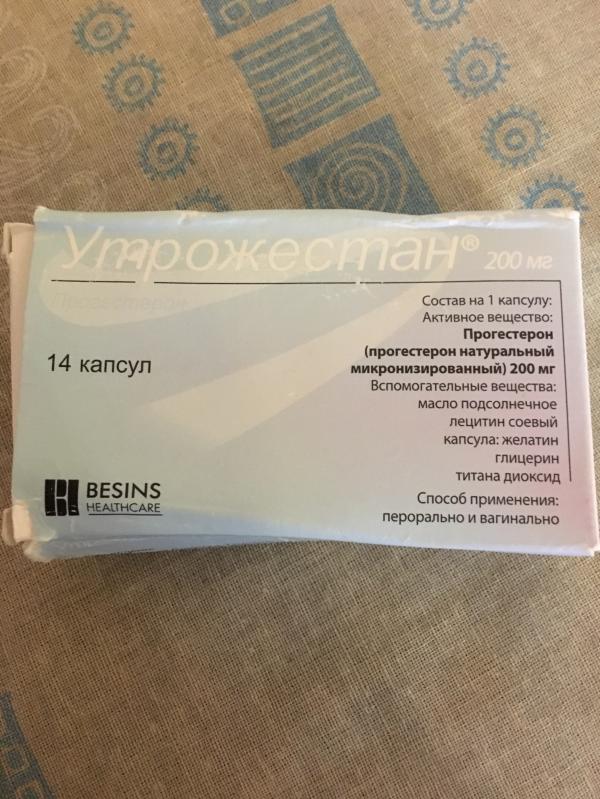 Утрожестан® 200 мг
Прогестерон
14 капсул
Состав на 1 капсулу:
Активное вещество:
Прогестерон
(прогестерон натуральный
микронизированный) 200 мг
Вспомогательные вещества:
масло подсолнечное
лецитин соевый
капсула: желатин
глицерин
титана диоксид
Способ применения:
перорально и вагинально
BESINS
HEALTHCARE